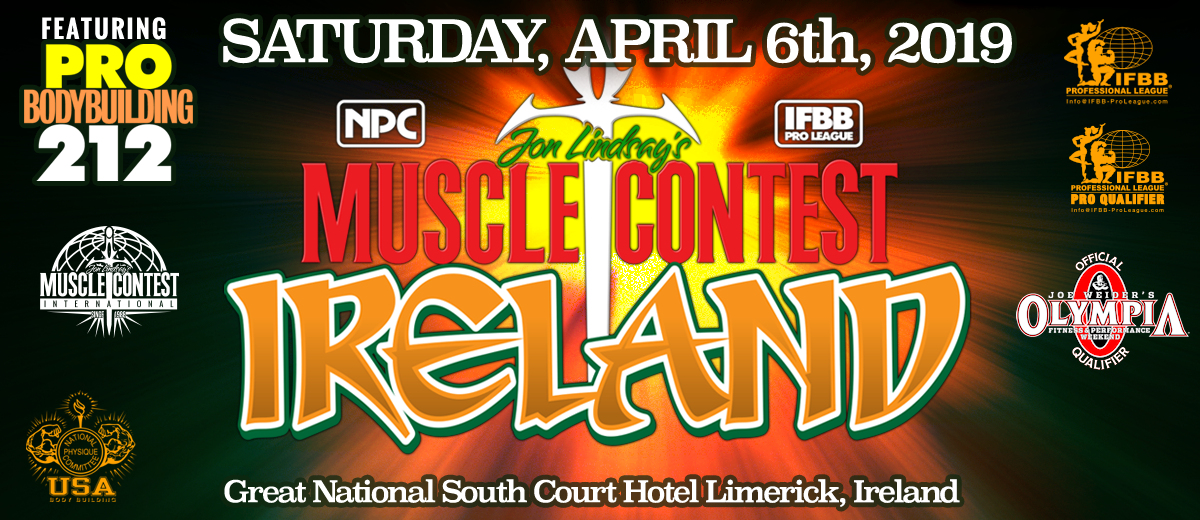 FEATURING
PRO
BODYBUILDING
212
SATURDAY, APRIL 6th, 2019
NPC
IFBB
PRO LEAGUE
Jon Lindsay's
MUSCLE CONTEST
IRELAND
Great National South Court Hotel Limerick, Ireland
Jon Lindsay's
MUSCLE CONTEST
INTERNATIONAL
SINCE 1988
NATIONAL
PHYSIQUE
COMMITTEE
USA
BODY BUILDING
IFBB
PROFESSIONAL LEAGUE®
Info@IFBB-ProLeague.com
IFBB
PROFESSIONAL LEAGUE®
PRO QUALIFIER
Info@IFBB-ProLeague.com
OFFICIAL
JOE WEIDER'S
OLYMPIA
FITNESS & PERFORMANCE
WEEKEND
QUALIFIER